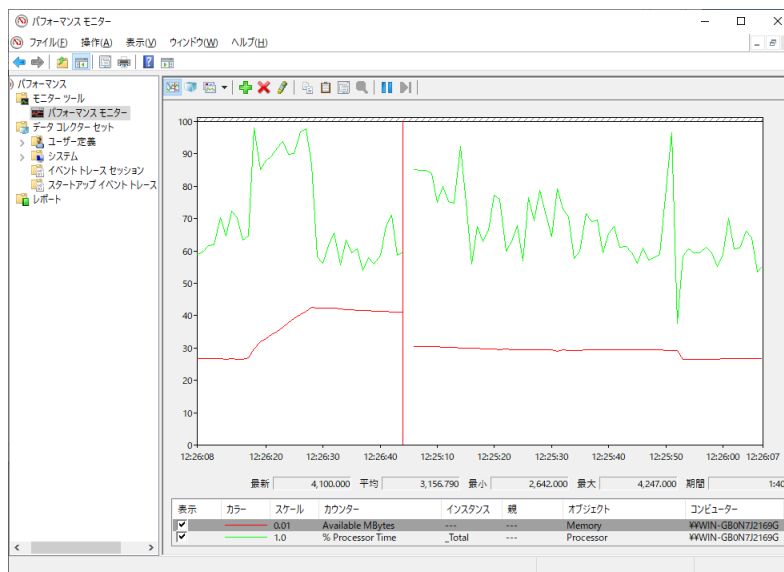 パフォーマンス モニター
ファイル(F) 操作(A) 表示(V) ウィンドウ(W) ヘルプ(H)
パフォーマンス
モニター ツール
パフォーマンス モニター
データ コレクター セット
ユーザー定義
システム
イベント トレース セッション
スタートアップ イベント トレース
レポート
100
90
80
70
60
50
40
30
20
10
0
12:26:08 12:26:20 12:26:30 12:26:40 12:25:10 12:25:20 12:25:30 12:25:40 12:25:50 12:26:00 12:26:07
最新 4,100.000 平均 3,156.790 最小 2,642.000 最大 4,247.000 期間 1:40
表示 カラー スケール カウンター インスタンス 親 オブジェクト コンピューター
0.01 Available MBytes --- --- Memory ¥¥WIN-GB0N7J2169G
1.0 % Processor Time _Total --- Processor ¥¥WIN-GB0N7J2169G